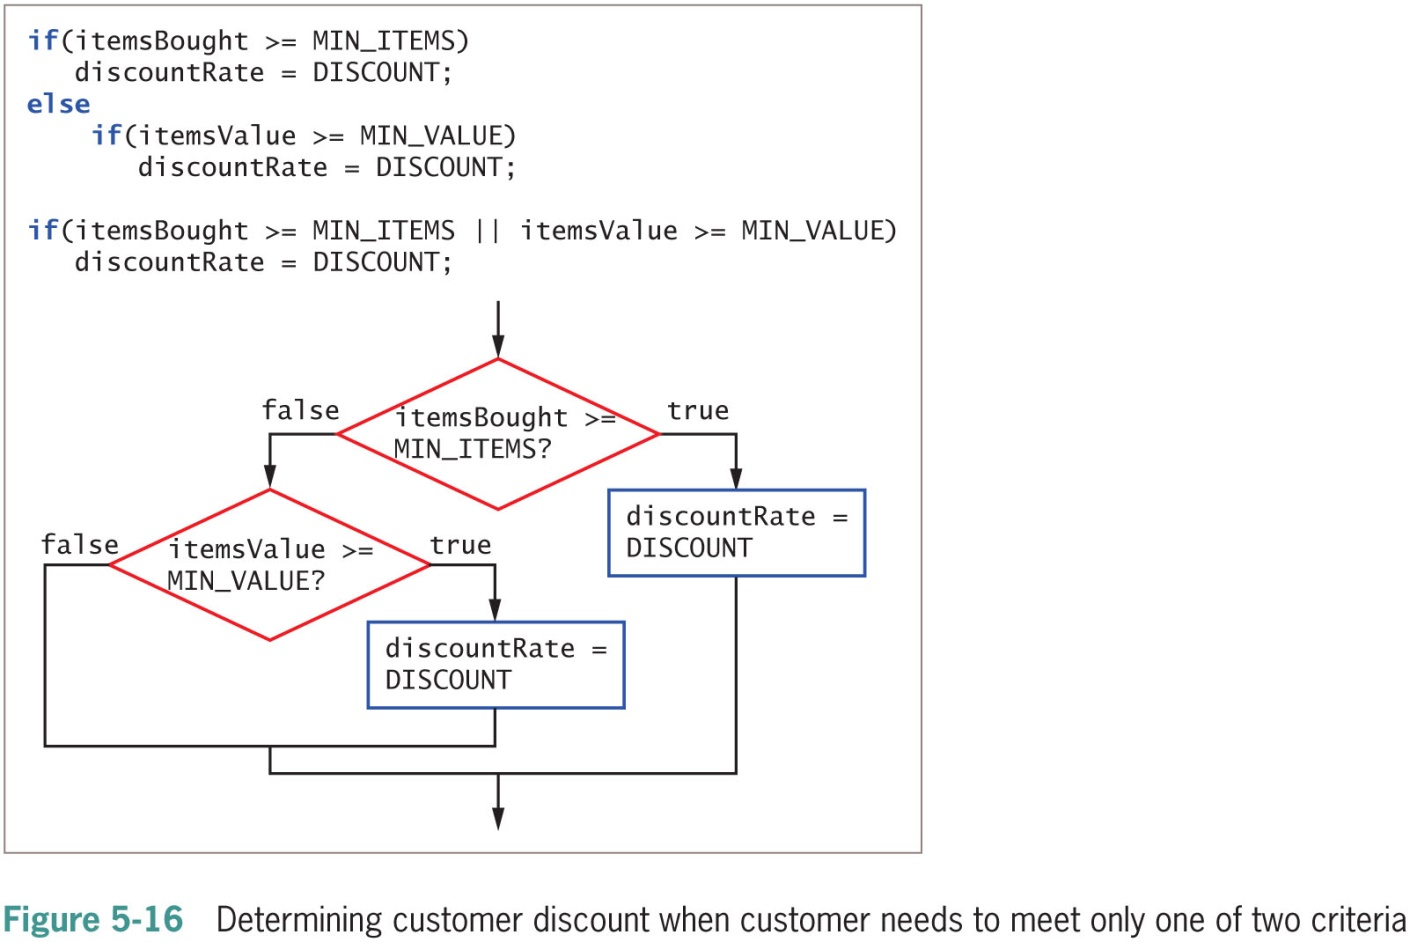 if(itemsBought >= MIN_ITEMS)
discountRate = DISCOUNT;
else
if(itemsValue >= MIN_VALUE)
discountRate = DISCOUNT;
if(itemsBought >= MIN_ITEMS || itemsValue >= MIN_VALUE)
discountRate = DISCOUNT;
false
itemsBought >=
MIN_ITEMS?
true
discountRate =
DISCOUNT
false
itemsValue >=
MIN_VALUE?
true
discountRate =
DISCOUNT
Figure 5-16 Determining customer discount when customer needs to meet only one of two criteria